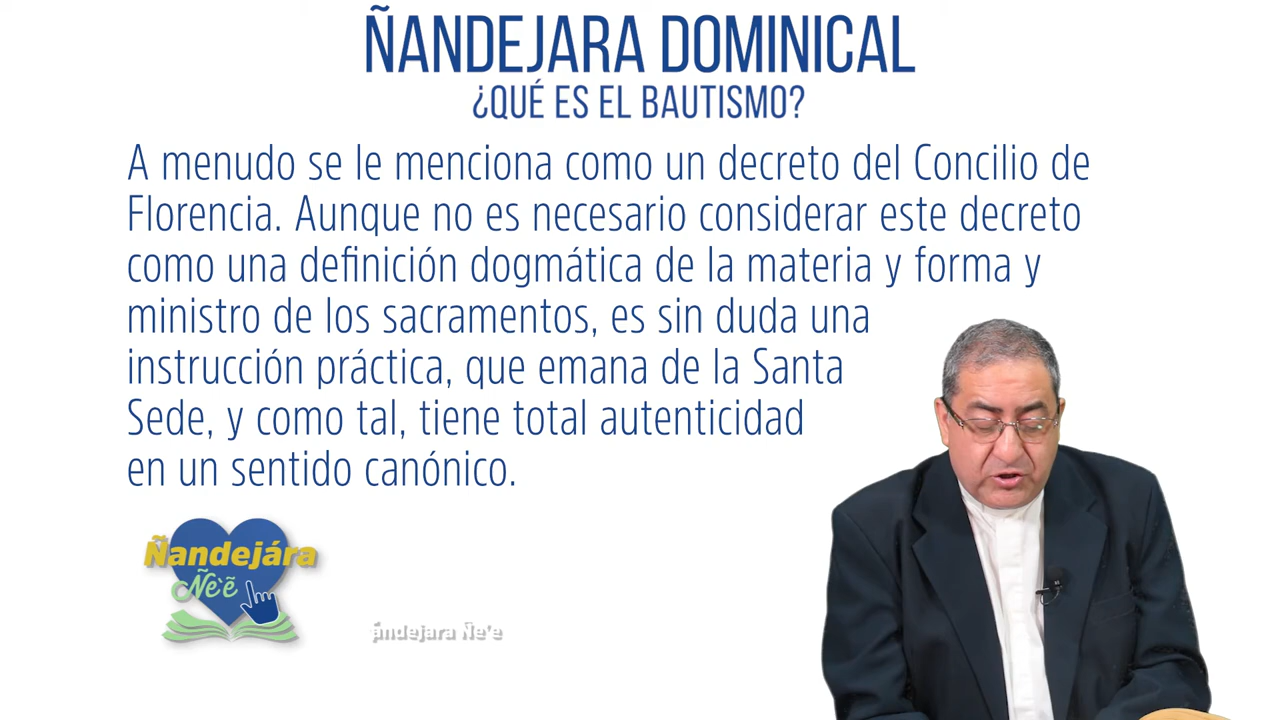 ÑANDEJARA DOMINICAL
¿QUÉ ES EL BAUTISMO?
A menudo se le menciona como un decreto del Concilio de
Florencia. Aunque no es necesario considerar este decreto
como una definición dogmática de la materia y forma y
ministro de los sacramentos, es sin duda una
instrucción práctica, que emana de la Santa
Sede, y como tal, tiene total autenticidad
en un sentido canónico.
Ñandejára
Ñe'ẽ
ándejara Ñe'e